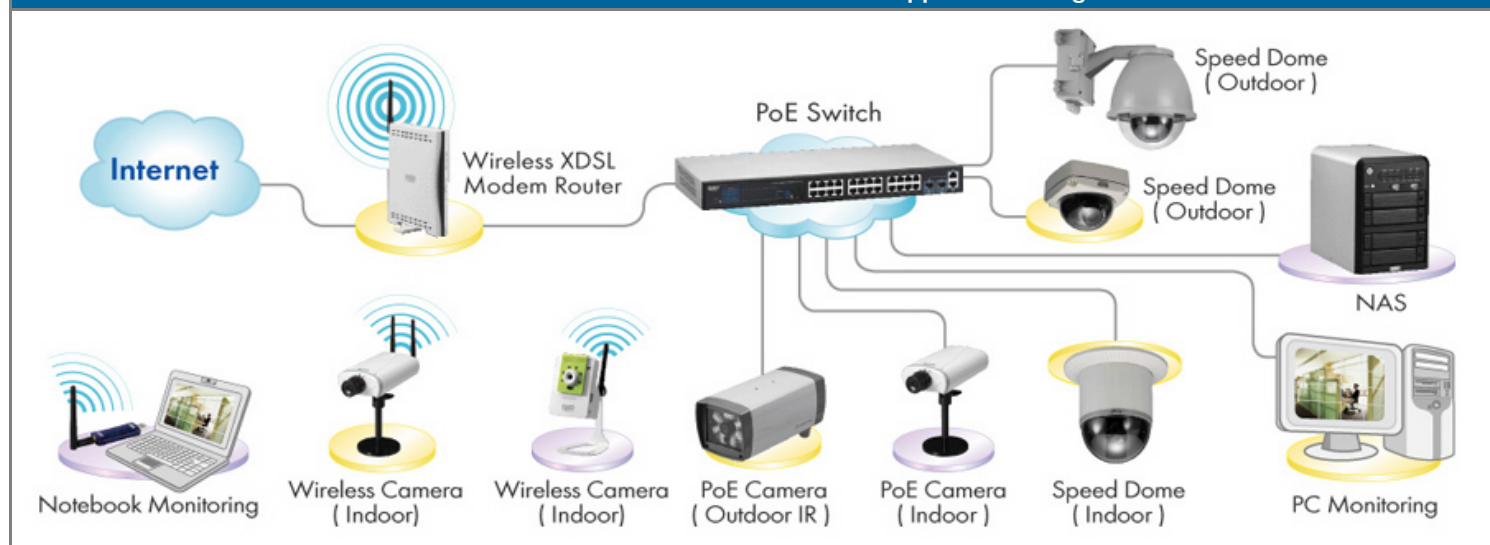 Internet
Wireless XDSL
Modem Router
PoE Switch
Speed Dome
( Outdoor )
Speed Dome
( Outdoor )
NAS
Notebook Monitoring
Wireless Camera
( Indoor)
Wireless Camera
( Indoor)
PoE Camera
( Outdoor IR )
PoE Camera
( Indoor )
Speed Dome
( Indoor )
PC Monitoring